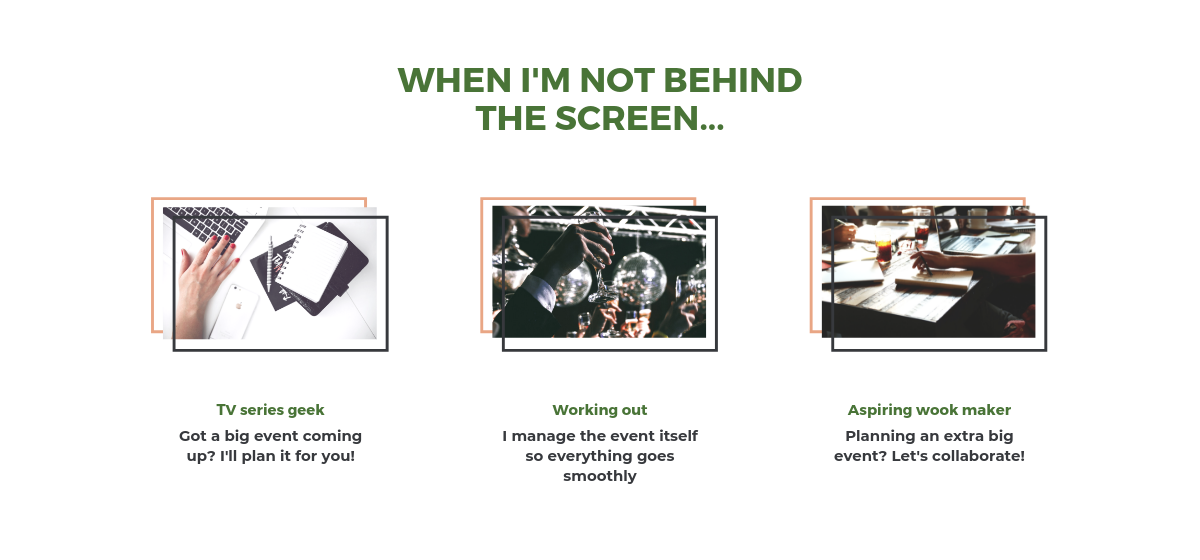 WHEN I'M NOT BEHIND
THE SCREEN...
TV series geek
Got a big event coming
up? I'll plan it for you!
Working out
I manage the event itself
so everything goes
smoothly
Aspiring wook maker
Planning an extra big
event? Let's collaborate!